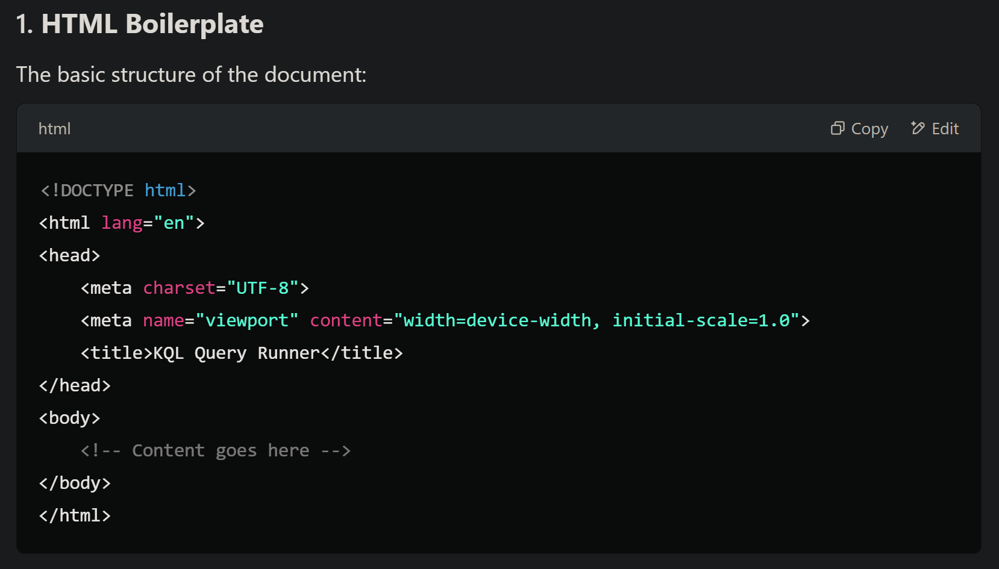 1. HTML Boilerplate
The basic structure of the document:
html Copy Edit
<!DOCTYPE html>
<html lang="en">
<head>
    <meta charset="UTF-8">
    <meta name="viewport" content="width=device-width, initial-scale=1.0">
    <title>KQL Query Runner</title>
</head>
<body>
    <!-- Content goes here -->
</body>
</html>